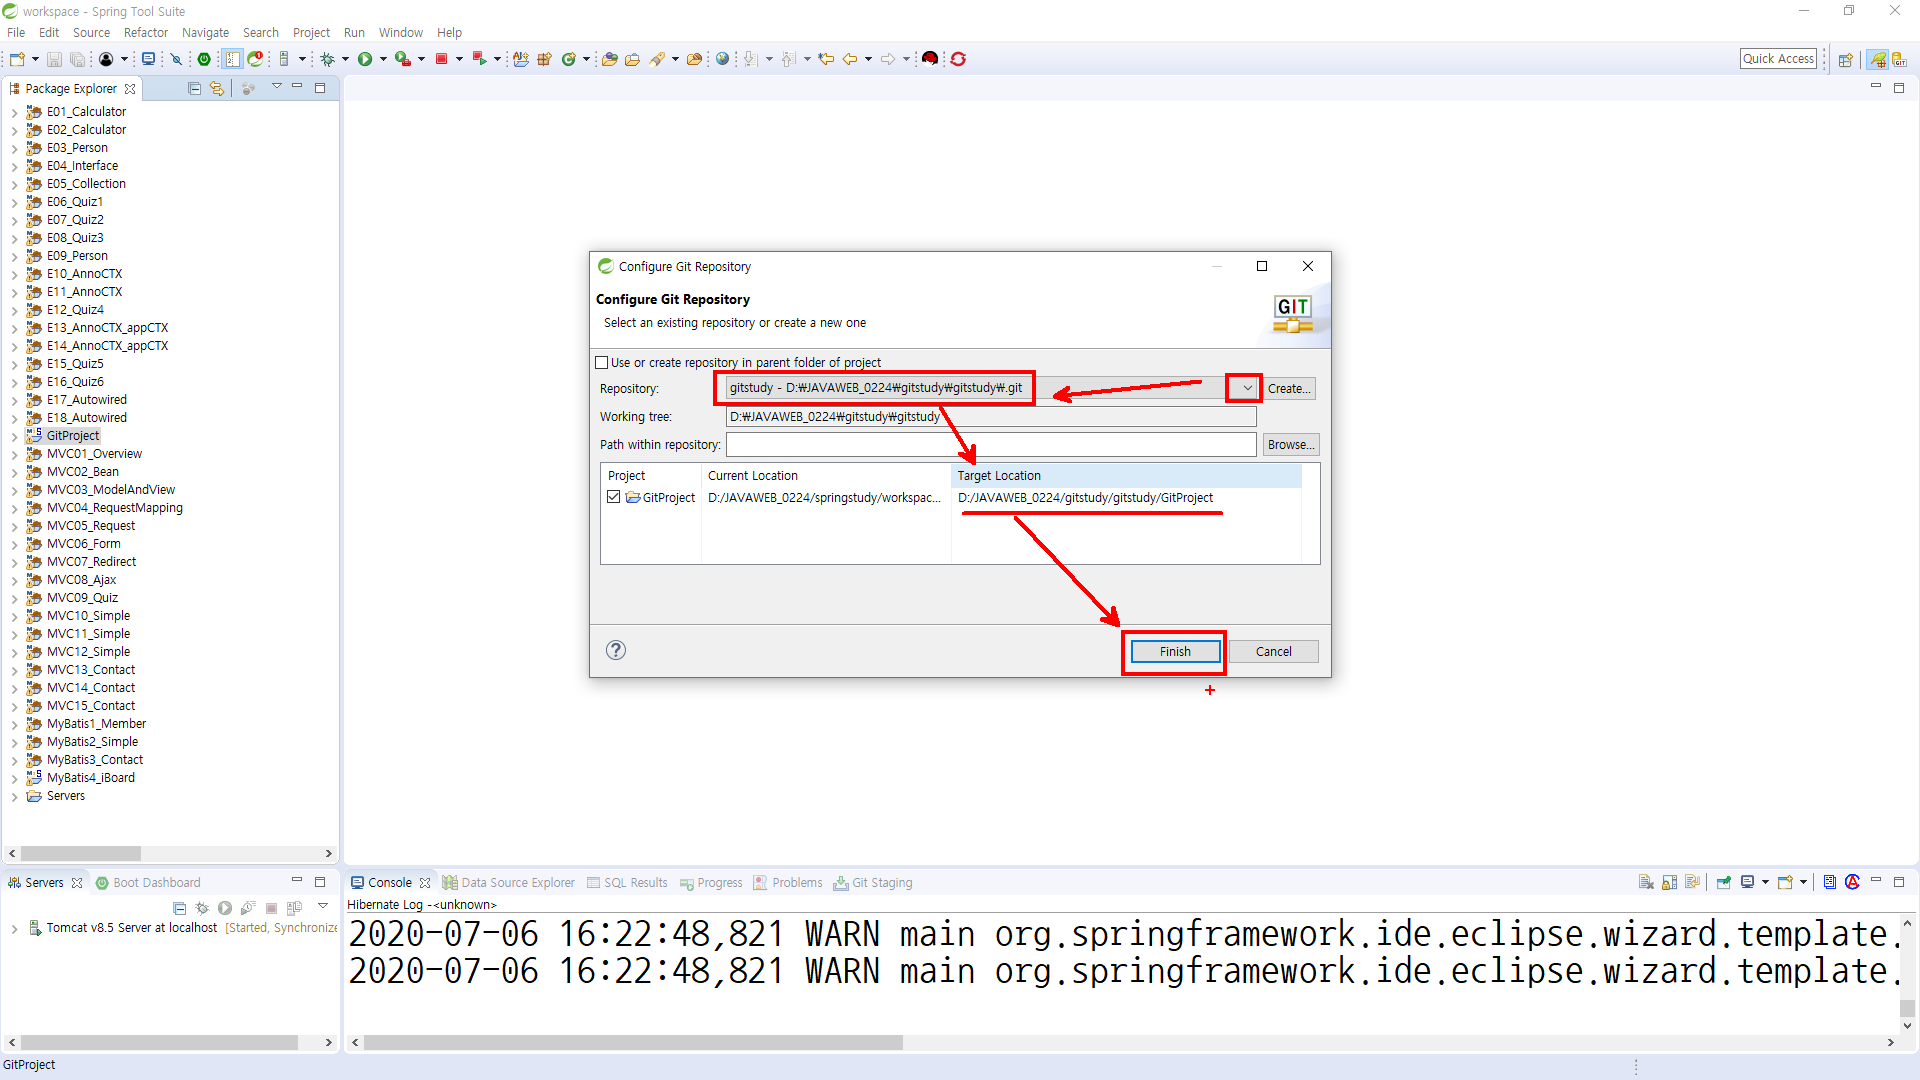 workspace - Spring Tool Suite
File Edit Source Refactor Navigate Search Project Run Window Help
Quick Access
Package Explorer
E01_Calculator
E02_Calculator
E03_Person
E04_Interface
E05_Collection
E06_Quiz1
E07_Quiz2
E08_Quiz3
E09_Person
E10_AnnoCTX
E11_AnnoCTX
E12_Quiz4
E13_AnnoCTX_appCTX
E14_AnnoCTX_appCTX
E15_Quiz5
E16_Quiz6
E17_Autowired
E18_Autowired
GitProject
MVC01_Overview
MVC02_Bean
MVC03_ModelAndView
MVC04_RequestMapping
MVC05_Request
MVC06_Form
MVC07_Redirect
MVC08_Ajax
MVC09_Quiz
MVC10_Simple
MVC11_Simple
MVC12_Simple
MVC13_Contact
MVC14_Contact
MVC15_Contact
MyBatis1_Member
MyBatis2_Simple
MyBatis3_Contact
MyBatis4_iBoard
Servers
Configure Git Repository
Configure Git Repository
Select an existing repository or create a new one
GIT
Use or create repository in parent folder of project
Repository: gitstudy - D:₩JAVAWEB_0224₩gitstudy₩gitstudy₩.git Create...
Working tree: D:₩JAVAWEB_0224₩gitstudy₩gitstudy
Path within repository: Browse...
Project Current Location Target Location
GitProject D:/JAVAWEB_0224/springstudy/workspac... D:/JAVAWEB_0224/gitstudy/gitstudy/GitProject
Finish Cancel
Servers Boot Dashboard
Tomcat v8.5 Server at localhost [Started, Synchronize
Console Data Source Explorer SQL Results Progress Problems Git Staging
Hibernate Log -<unknown>
2020-07-06 16:22:48,821 WARN main org.springframework.ide.eclipse.wizard.template.
2020-07-06 16:22:48,821 WARN main org.springframework.ide.eclipse.wizard.template.
GitProject